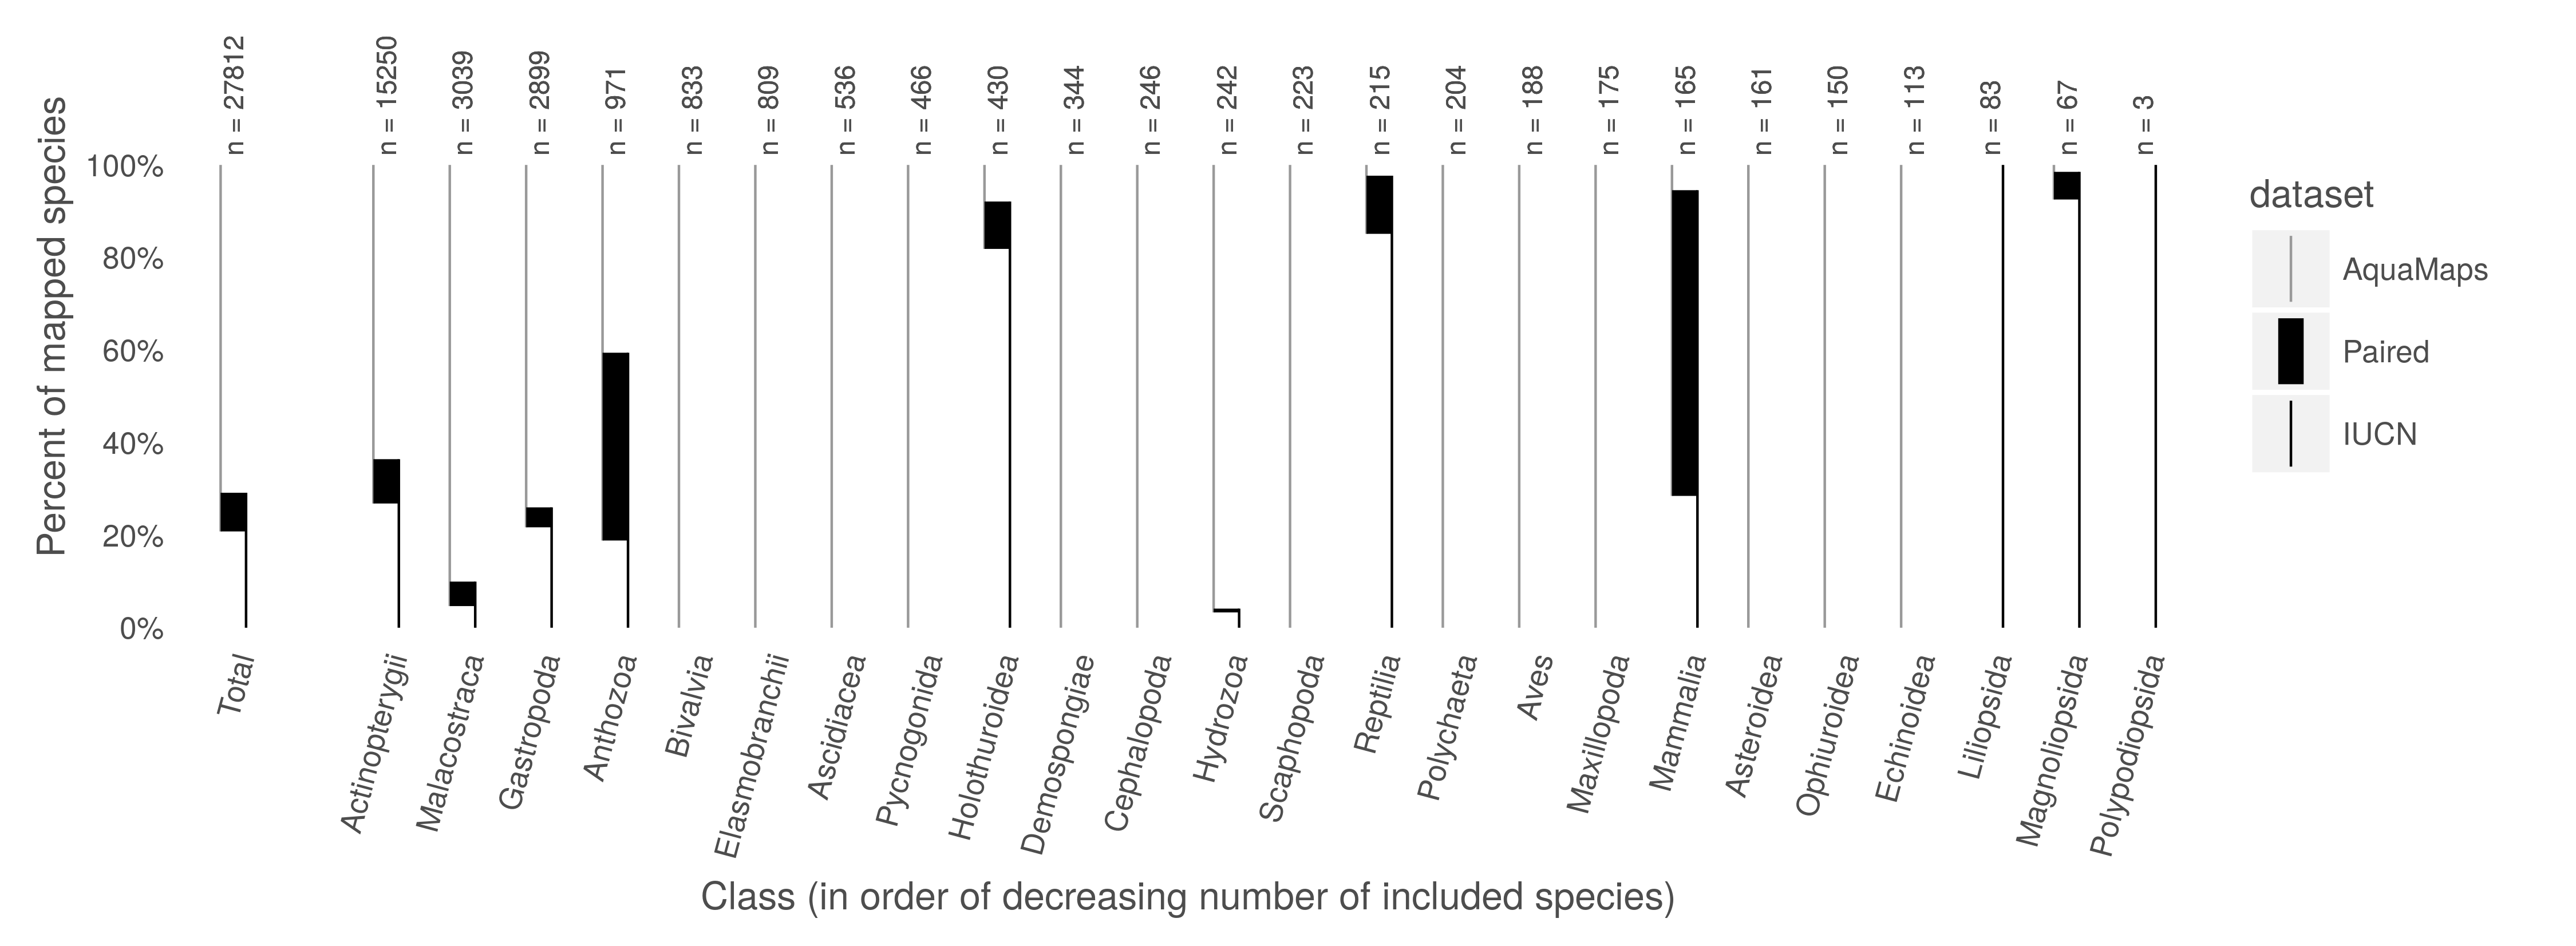 n = 27812
n = 15250
n = 3039
n = 2899
n = 971
n = 833
n = 809
n = 536
n = 466
n = 430
n = 344
n = 246
n = 242
n = 223
n = 215
n = 204
n = 188
n = 175
n = 165
n = 161
n = 150
n = 113
n = 83
n = 67
n = 3
Percent of mapped species
100%
80%
60%
40%
20%
0%
Total
Actinopterygii
Malacostraca
Gastropoda
Anthozoa
Bivalvia
Elasmobranchii
Ascidiacea
Pycnogonida
Holothuroidea
Demospongiae
Cephalopoda
Hydrozoa
Scaphopoda
Reptilia
Polychaeta
Aves
Maxillopoda
Mammalia
Asteroidea
Ophiuroidea
Echinoidea
Liliopsida
Magnoliopsida
Polypodiopsida
Class (in order of decreasing number of included species)
dataset
AquaMaps
Paired
IUCN